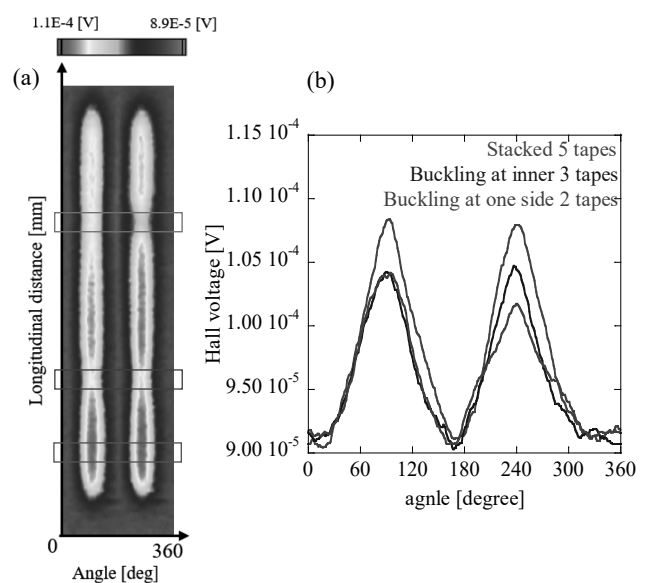 1.1E-4 [V]
8.9E-5 [V]
(a)
Longitudinal distance [mm]
0
360
Angle [deg]
(b)
Stacked 5 tapes
Buckling at inner 3 tapes
Buckling at one side 2 tapes
Hall voltage [V]
1.15 10-4
1.10 10-4
1.05 10-4
1.00 10-4
9.50 10-5
9.00 10-5
0 60 120 180 240 300 360
agnle [degree]